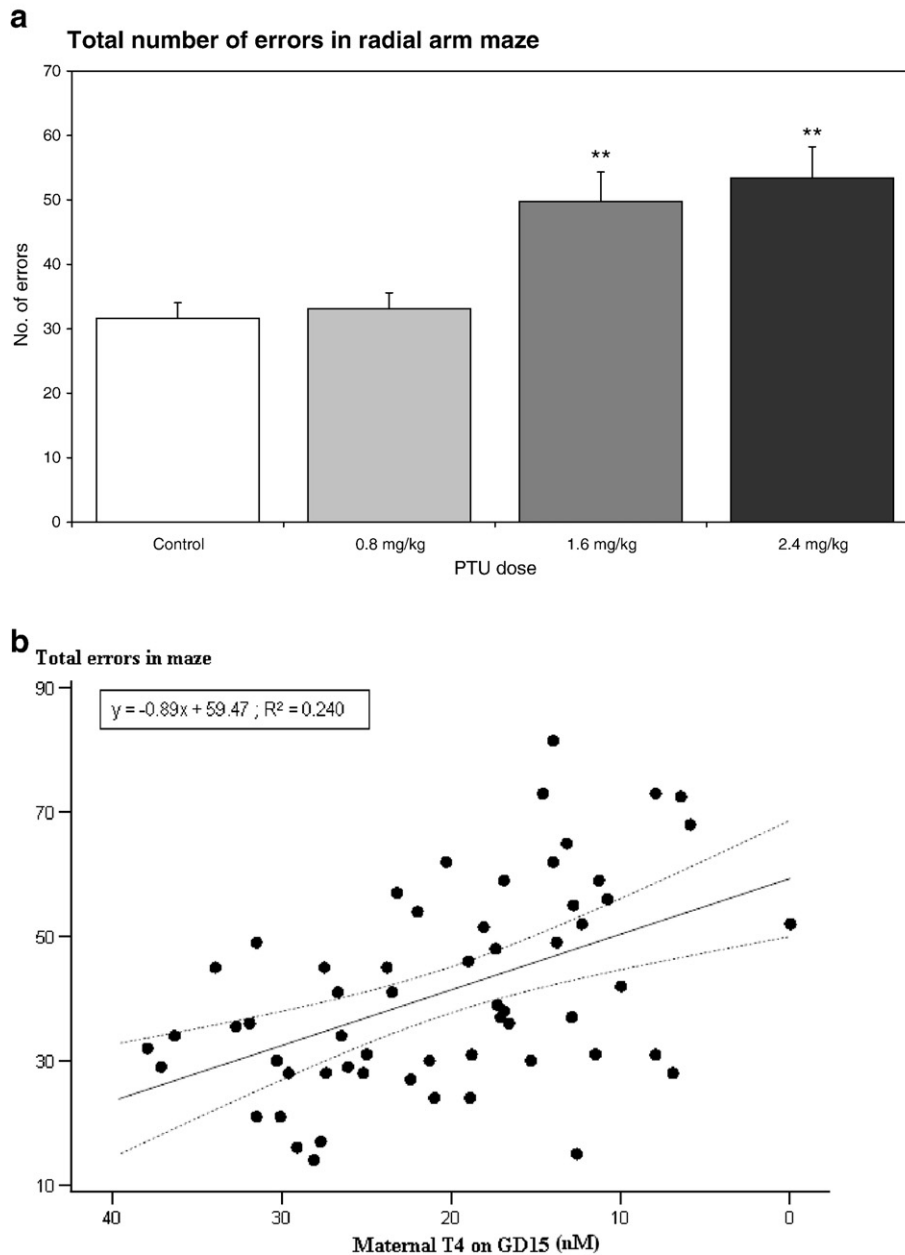 a
Total number of errors in radial arm maze
70
60
50
40
30
20
10
0
No. of errors
**
**
Control 0.8 mg/kg 1.6 mg/kg 2.4 mg/kg
PTU dose
b
Total errors in maze
90
70
50
30
10
y = -0.89x + 59.47 ; R² = 0.240
40 30 20 10 0
Maternal T4 on GD15 (nM)